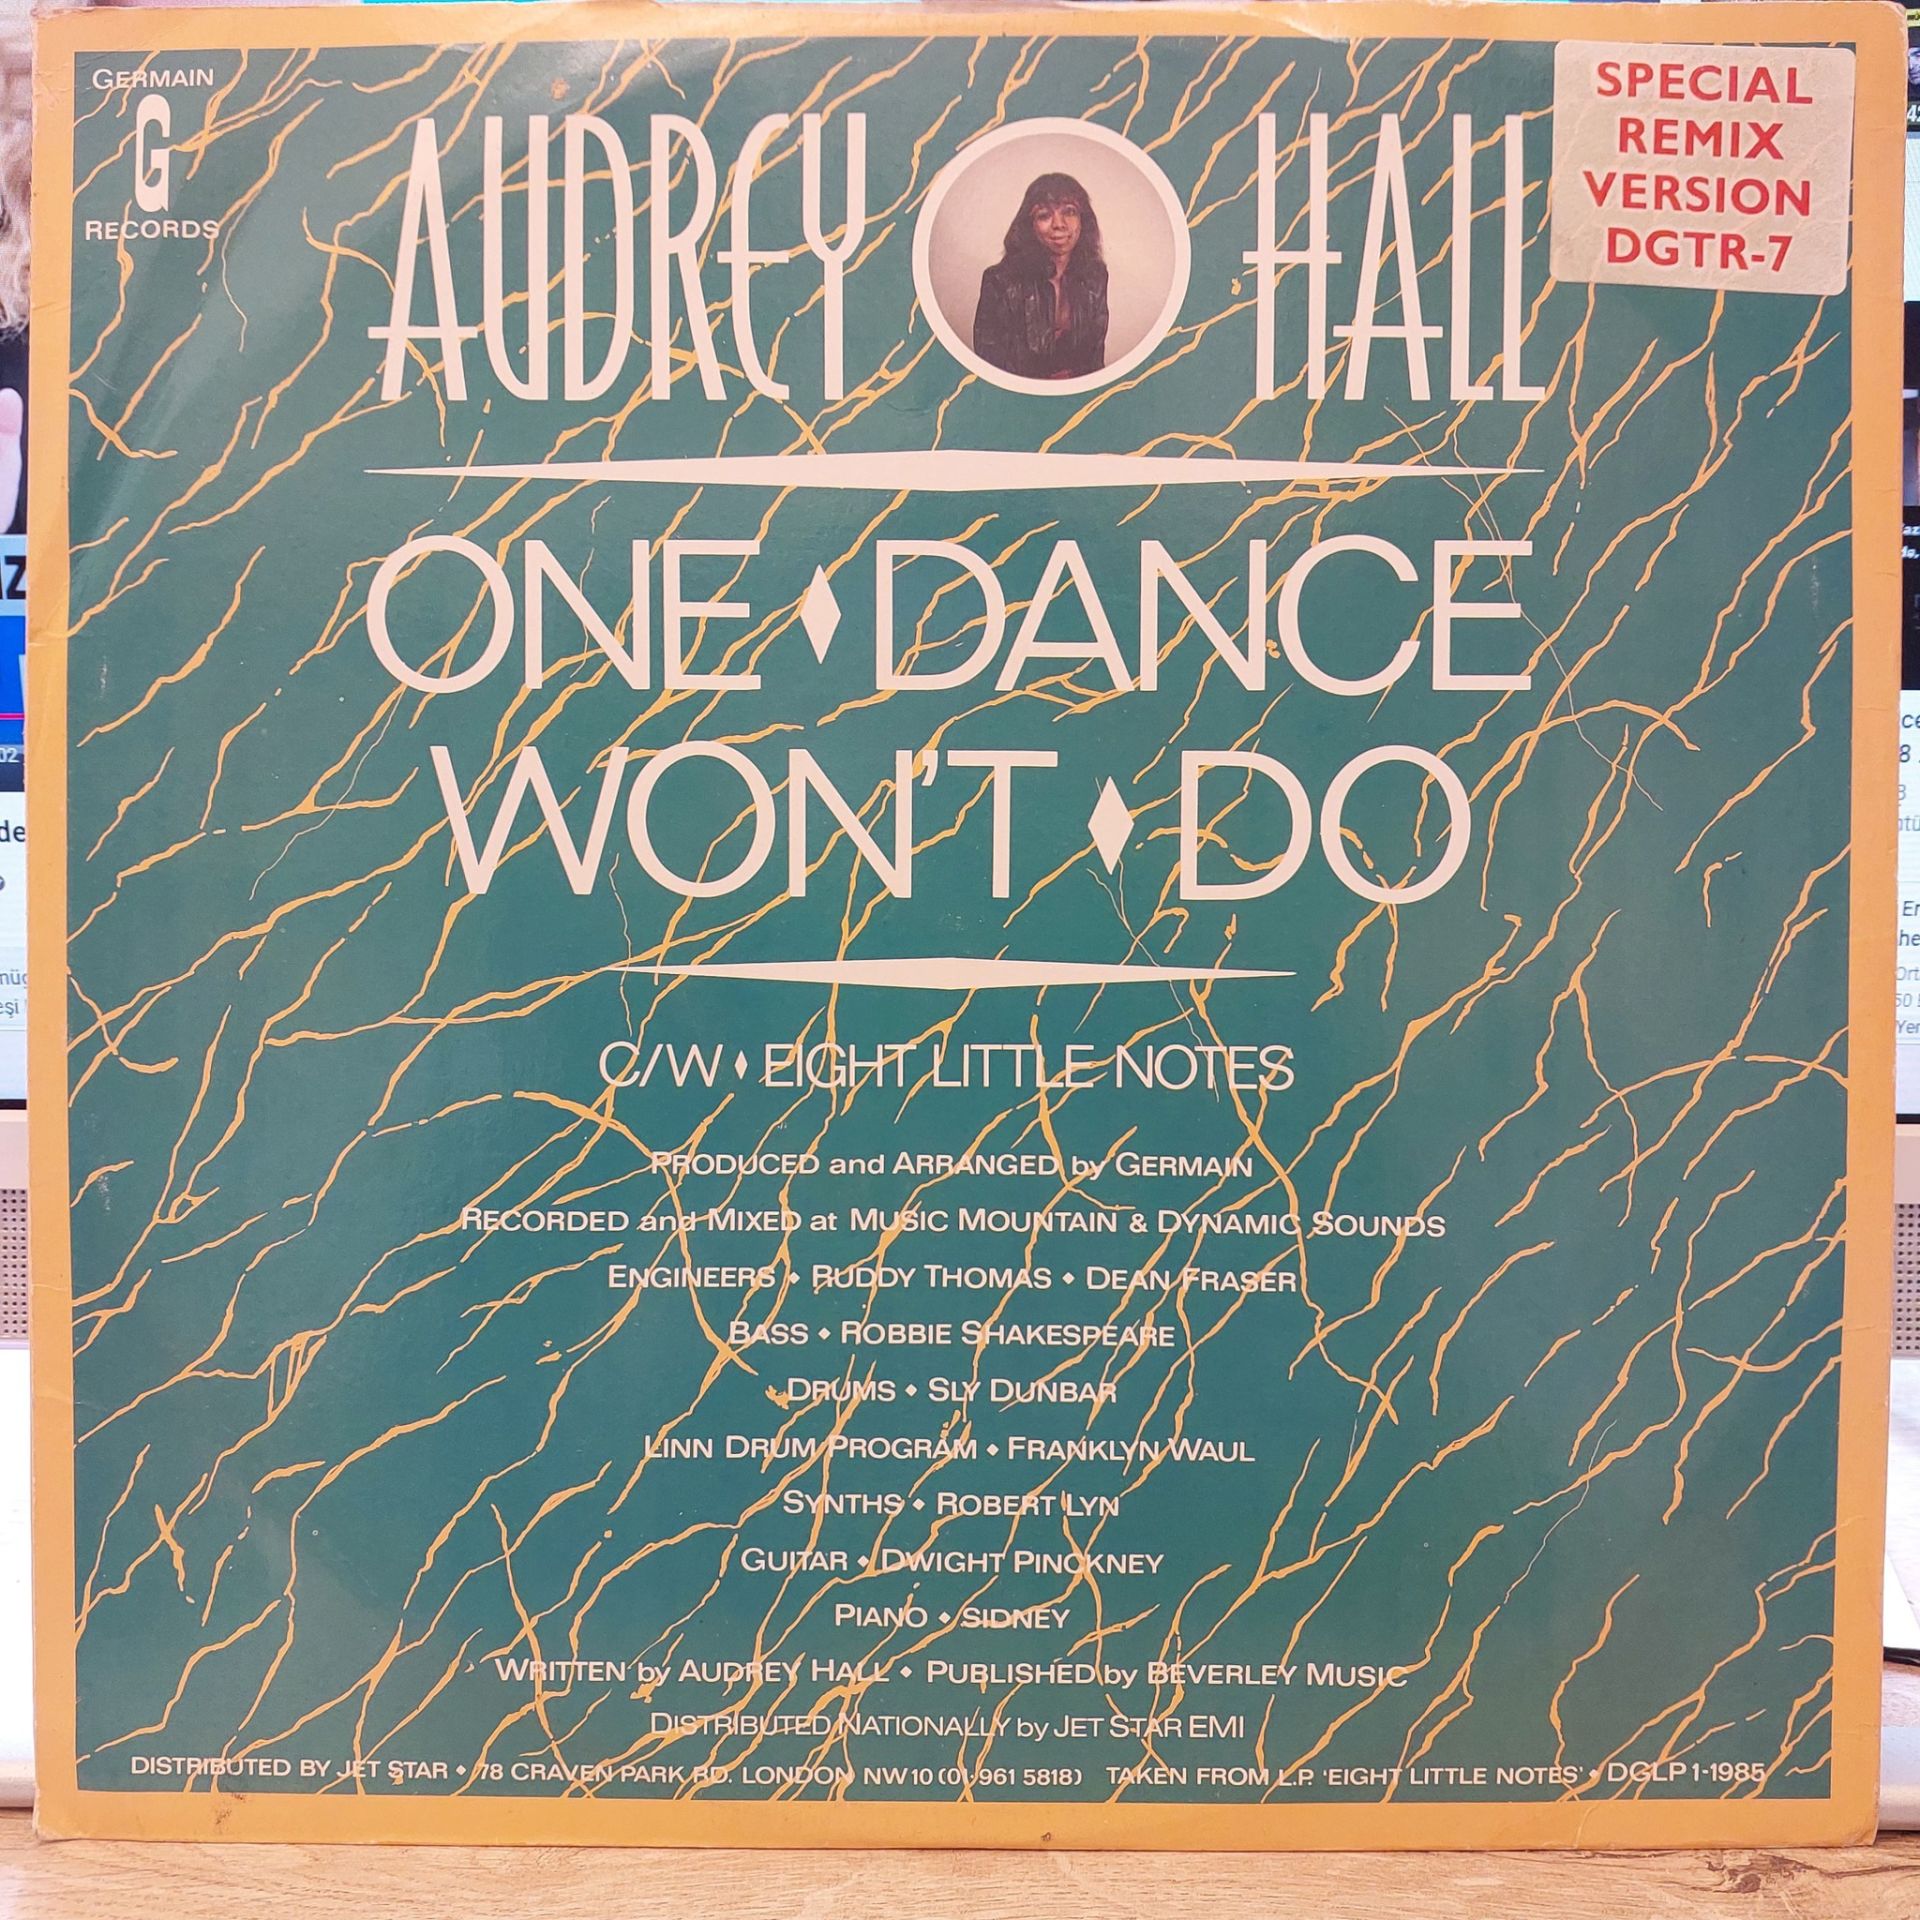 GERMAIN
G
RECORDS
AUDREY HALL
SPECIAL
REMIX
VERSION
DGTR-7
ONE ♦ DANCE
WON'T ♦ DO
C/W ♦ EIGHT LITTLE NOTES
PRODUCED and ARRANGED by GERMAIN
RECORDED and MIXED at MUSIC MOUNTAIN & DYNAMIC SOUNDS
ENGINEERS ♦ RUDDY THOMAS ♦ DEAN FRASER
BASS ♦ ROBBIE SHAKESPEARE
DRUMS ♦ SLY DUNBAR
LINN DRUM PROGRAM ♦ FRANKLYN WAUL
SYNTHS ♦ ROBERT LYN
GUITAR ♦ DWIGHT PINCKNEY
PIANO ♦ SIDNEY
WRITTEN by AUDREY HALL ♦ PUBLISHED by BEVERLEY MUSIC
DISTRIBUTED NATIONALLY by JET STAR EMI
DISTRIBUTED BY JET STAR ♦ 78 CRAVEN PARK RD. LONDON NW10 (01-961 5818) TAKEN FROM L.P. 'EIGHT LITTLE NOTES' ♦ DGLP 1-1985